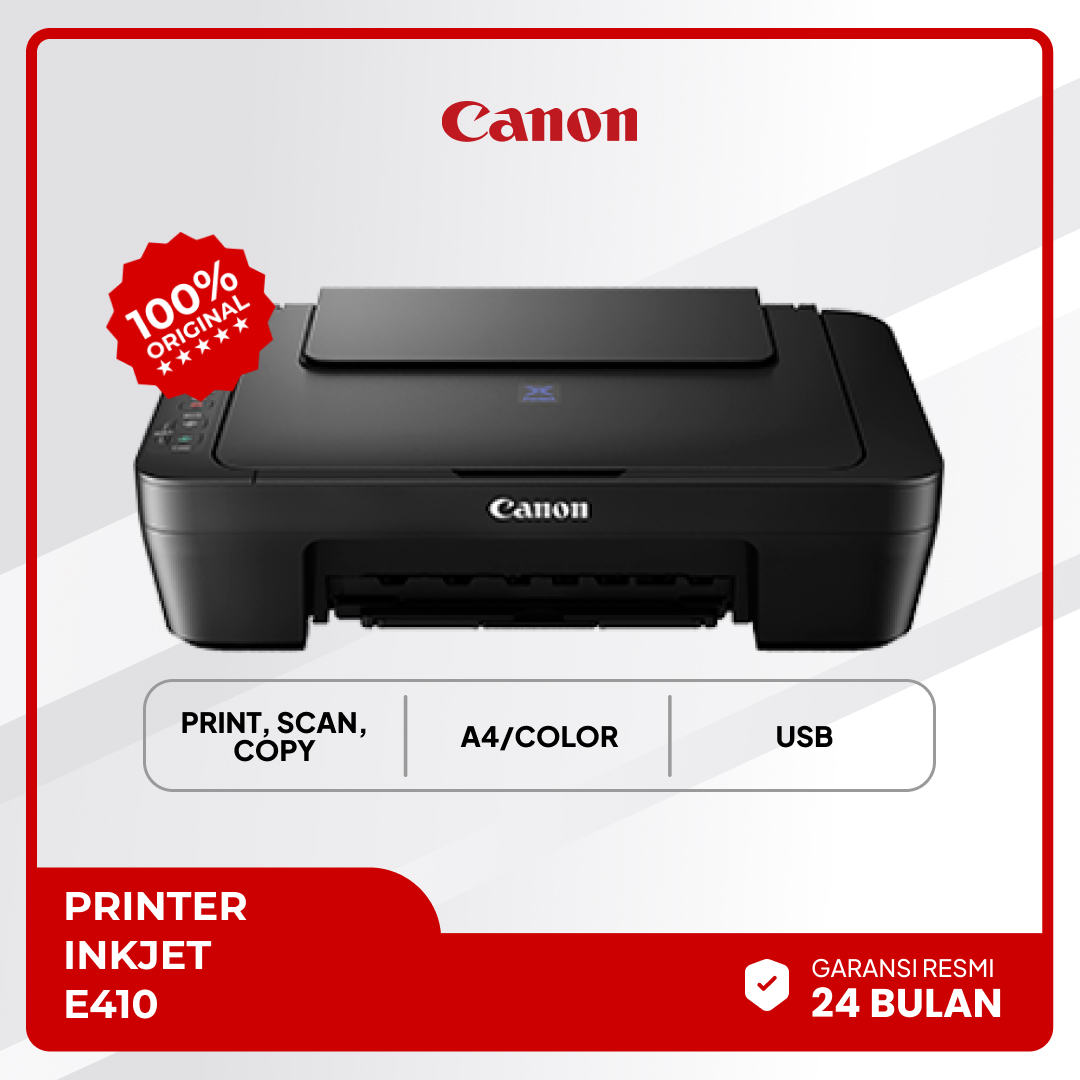 Canon
100%
ORIGINAL
Canon
PRINT, SCAN,
COPY
A4/COLOR
USB
PRINTER
INKJET
E410
GARANSI RESMI
24 BULAN